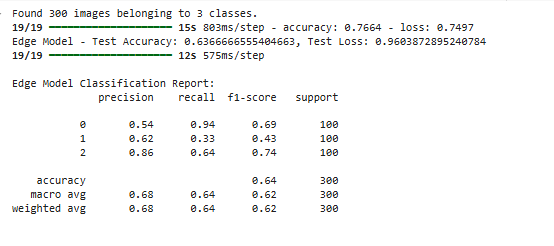 Found 300 images belonging to 3 classes.
19/19 ━━━━━━━━━━━━━━━━━━━━ 15s 803ms/step - accuracy: 0.7664 - loss: 0.7497
Edge Model - Test Accuracy: 0.6366666555404663, Test Loss: 0.9603872895240784
19/19 ━━━━━━━━━━━━━━━━━━━━ 12s 575ms/step
Edge Model Classification Report:
precision recall f1-score support
0 0.54 0.94 0.69 100
1 0.62 0.33 0.43 100
2 0.86 0.64 0.74 100
accuracy 0.64 300
macro avg 0.68 0.64 0.62 300
weighted avg 0.68 0.64 0.62 300